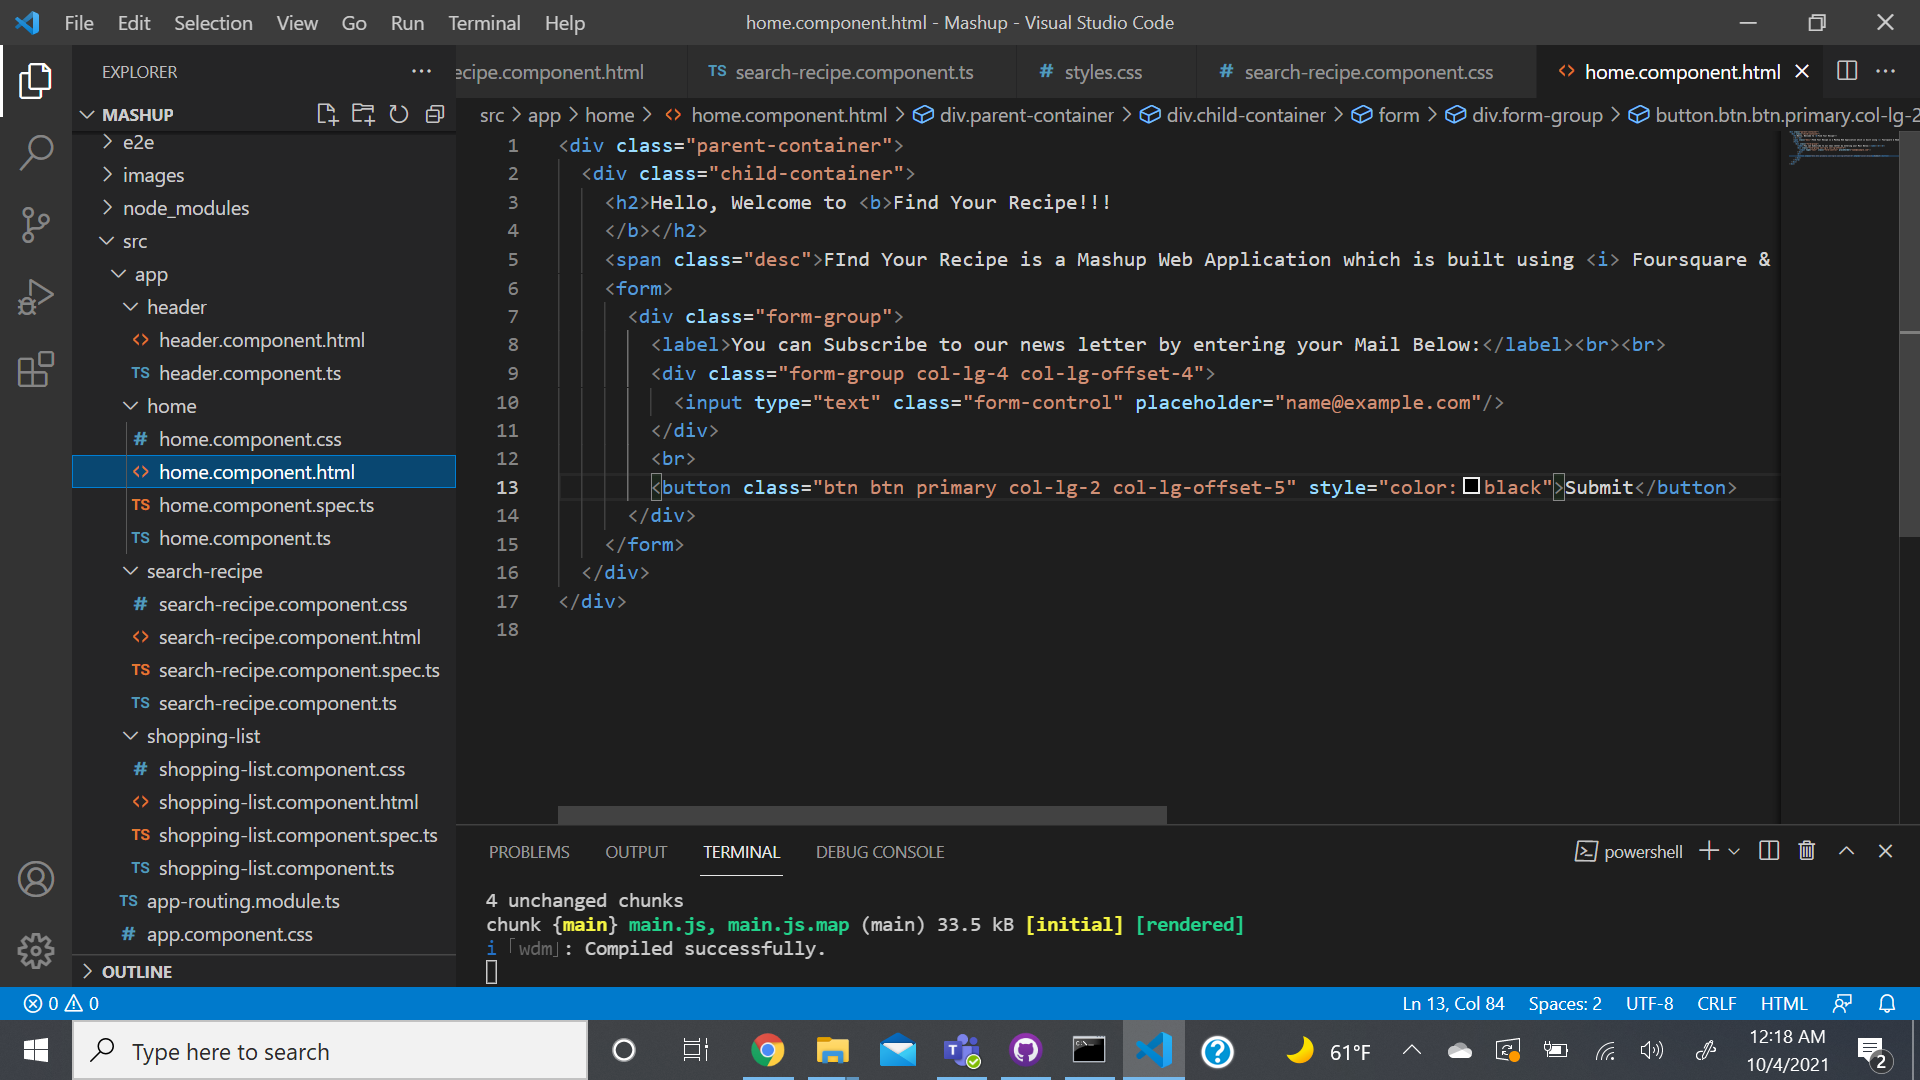 File Edit Selection View Go Run Terminal Help
home.component.html - Mashup - Visual Studio Code
EXPLORER
MASHUP
e2e
images
node_modules
src
app
header
header.component.html
TS header.component.ts
home
# home.component.css
home.component.html
TS home.component.spec.ts
TS home.component.ts
search-recipe
# search-recipe.component.css
search-recipe.component.html
TS search-recipe.component.spec.ts
TS search-recipe.component.ts
shopping-list
# shopping-list.component.css
shopping-list.component.html
TS shopping-list.component.spec.ts
TS shopping-list.component.ts
TS app-routing.module.ts
# app.component.css
OUTLINE
ecipe.component.html TS search-recipe.component.ts # styles.css # search-recipe.component.css <> home.component.html
src > app > home > <> home.component.html > div.parent-container > div.child-container > form > div.form-group > button.btn.btn.primary.col-lg-2
1 <div class="parent-container">
2 <div class="child-container">
3 <h2>Hello, Welcome to <b>Find Your Recipe!!!
4 </b></h2>
5 <span class="desc">FInd Your Recipe is a Mashup Web Application which is built using <i> Foursquare &
6 <form>
7 <div class="form-group">
8 <label>You can Subscribe to our news letter by entering your Mail Below:</label><br><br>
9 <div class="form-group col-lg-4 col-lg-offset-4">
10 <input type="text" class="form-control" placeholder="name@example.com"/>
11 </div>
12 <br>
13 <button class="btn btn primary col-lg-2 col-lg-offset-5" style="color:black">Submit</button>
14 </div>
15 </form>
16 </div>
17 </div>
18
PROBLEMS OUTPUT TERMINAL DEBUG CONSOLE
powershell
4 unchanged chunks
chunk {main} main.js, main.js.map (main) 33.5 kB [initial] [rendered]
i 「wdm」: Compiled successfully.
0 0
Ln 13, Col 84 Spaces: 2 UTF-8 CRLF HTML
Type here to search
61°F
12:18 AM
10/4/2021
2